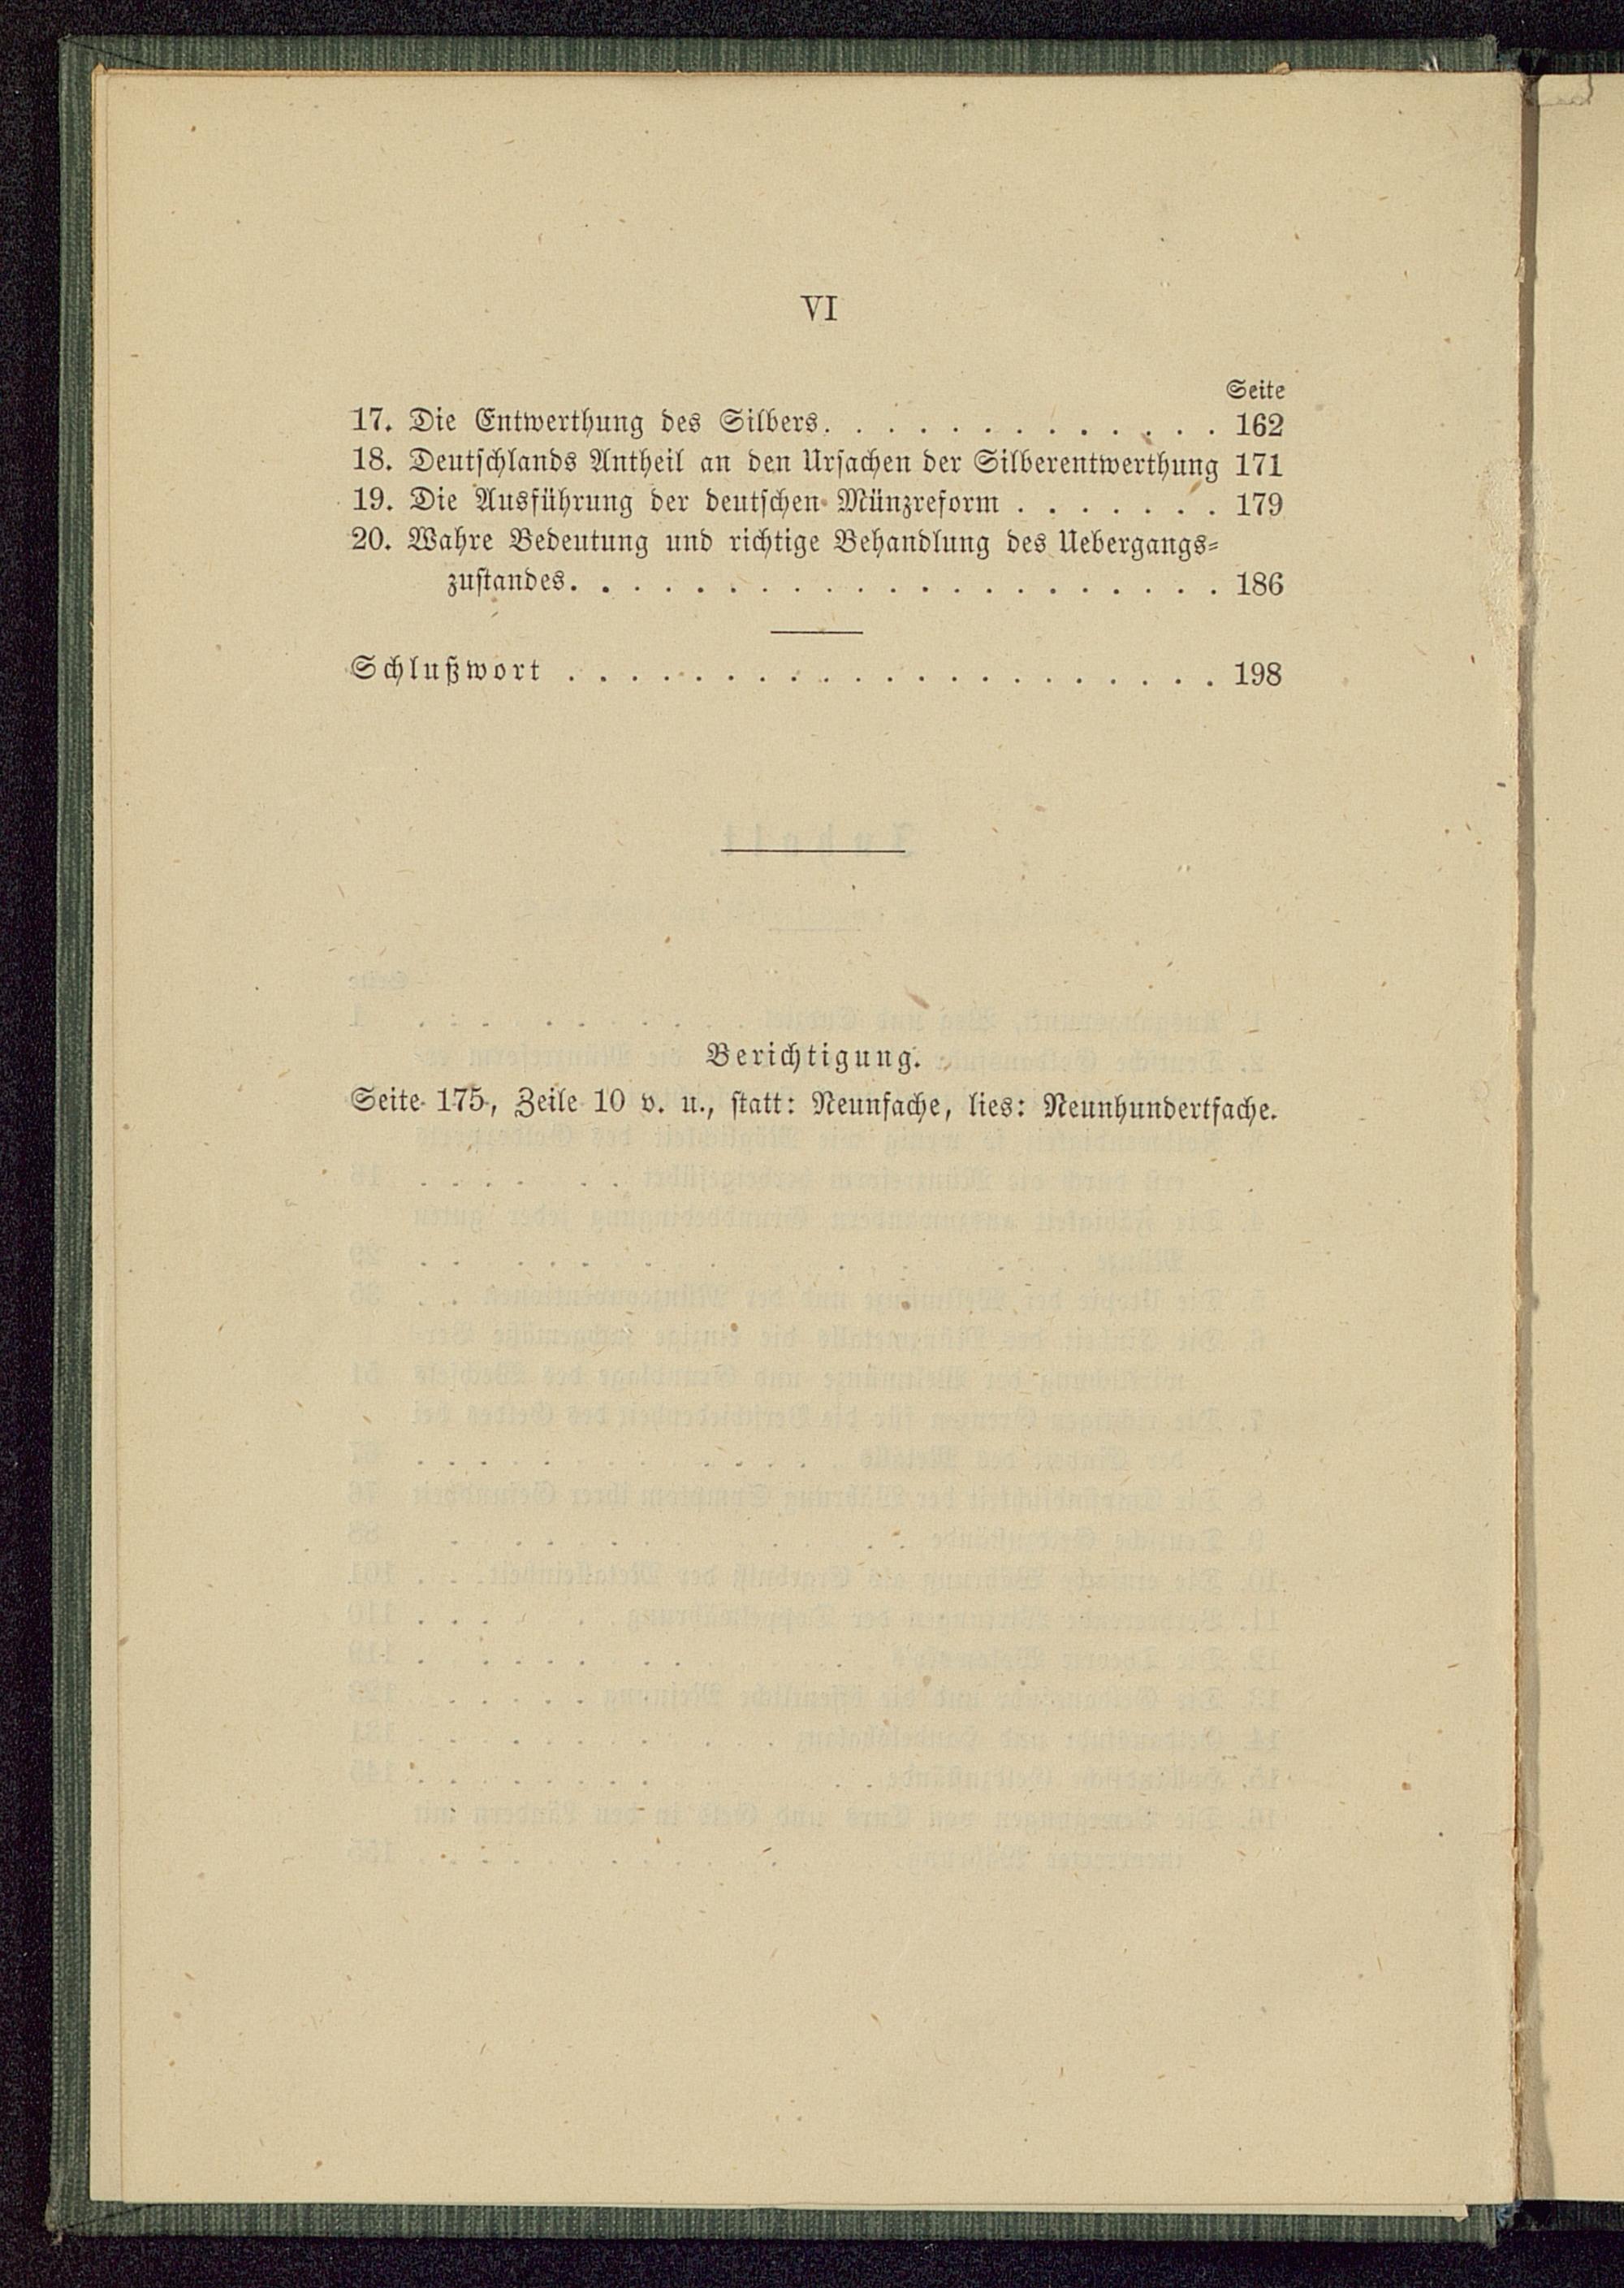 VI
Seite
17. Die Entwerthung des Silbers. . . . . . . . . . . . . 162
18. Deutschlands Antheil an den Ursachen der Silberentwerthung 171
19. Die Ausführung der deutschen Münzreform . . . . . . . 179
20. Wahre Bedeutung und richtige Behandlung des Uebergangs-
zustandes. . . . . . . . . . . . . . . . . . . . . 186
Schlußwort . . . . . . . . . . . . . . . . . . . . . 198
Berichtigung.
Seite 175, Zeile 10 v. u., statt: Neunfache, lies: Neunhundertfache.